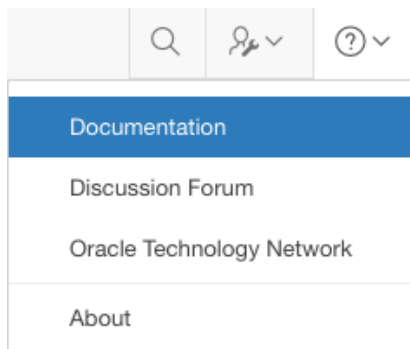 Documentation
Discussion Forum
Oracle Technology Network
About